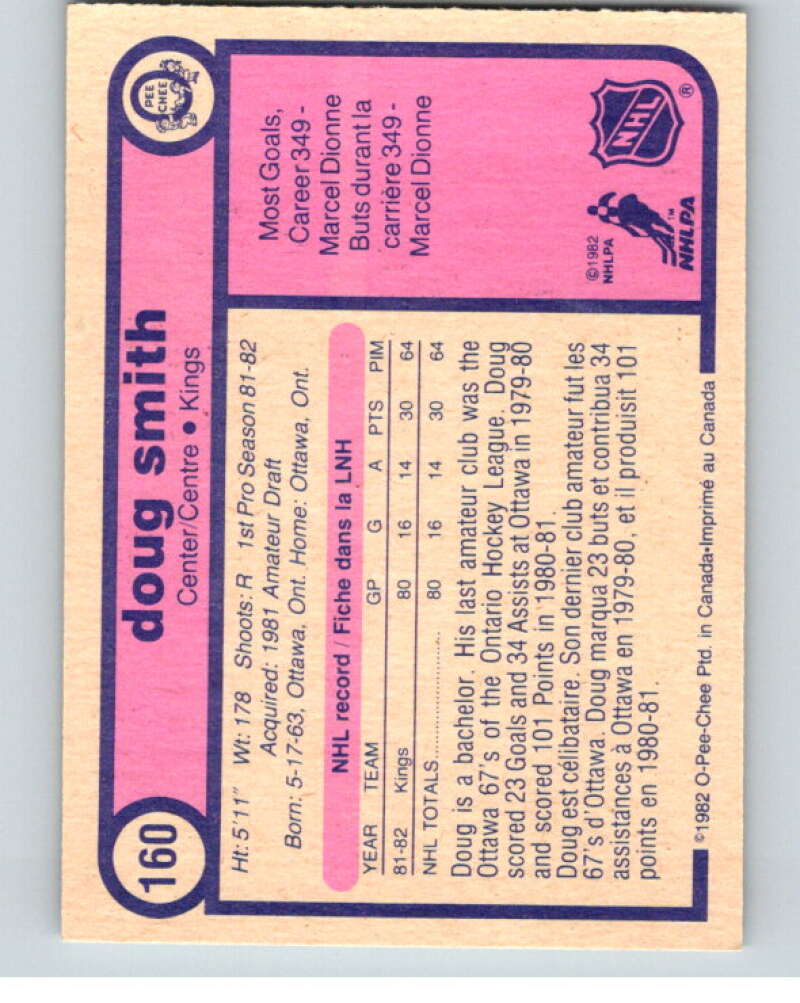 160
doug smith
Center/Centre • Kings
PEE
CHEE
Ht: 5'11" Wt: 178 Shoots: R 1st Pro Season 81-82
Acquired: 1981 Amateur Draft
Born: 5-17-63, Ottawa, Ont. Home: Ottawa, Ont.
NHL record / Fiche dans la LNH
YEAR TEAM GP G A PTS PIM
81-82 Kings 80 16 14 30 64
NHL TOTALS 80 16 14 30 64
Doug is a bachelor. His last amateur club was the
Ottawa 67's of the Ontario Hockey League. Doug
scored 23 Goals and 34 Assists at Ottawa in 1979-80
and scored 101 Points in 1980-81.
Doug est célibataire. Son dernier club amateur fut les
67's d'Ottawa. Doug marqua 23 buts et contribua 34
assistánces à Ottawa en 1979-80, et il produisit 101
points en 1980-81.
©1982 O-Pee-Chee Ptd. in Canada•Imprimé au Canada
Most Goals,
Career 349 -
Marcel Dionne
Buts durant la
carrière 349 -
Marcel Dionne
©1982
NHLPA
NHL ®
NHLPA ™